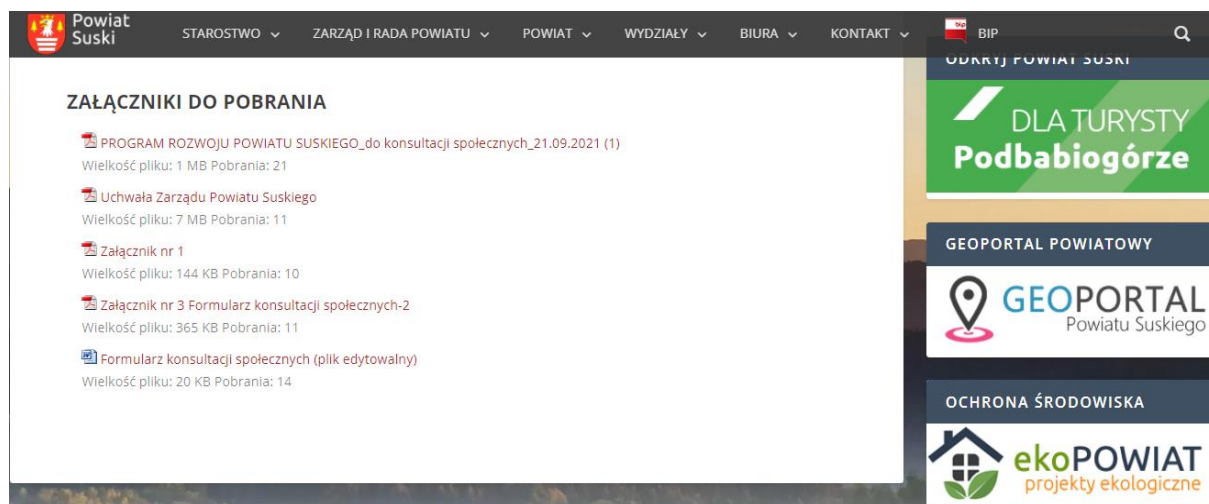 Powiat
Suski
STAROSTWO
ZARZĄD I RADA POWIATU
POWIAT
WYDZIAŁY
BIURA
KONTAKT
bip
BIP
ZAŁĄCZNIKI DO POBRANIA
PROGRAM ROZWOJU POWIATU SUSKIEGO_do konsultacji społecznych_21.09.2021 (1)
Wielkość pliku: 1 MB Pobrania: 21
Uchwała Zarządu Powiatu Suskiego
Wielkość pliku: 7 MB Pobrania: 11
Załącznik nr 1
Wielkość pliku: 144 KB Pobrania: 10
Załącznik nr 3 Formularz konsultacji społecznych-2
Wielkość pliku: 365 KB Pobrania: 11
Formularz konsultacji społecznych (plik edytowalny)
Wielkość pliku: 20 KB Pobrania: 14
ODKRYJ POWIAT SUSKI
DLA TURYSTY
Podbabiogórze
GEOPORTAL POWIATOWY
GEOPORTAL
Powiatu Suskiego
OCHRONA ŚRODOWISKA
ekoPOWIAT
projekty ekologiczne